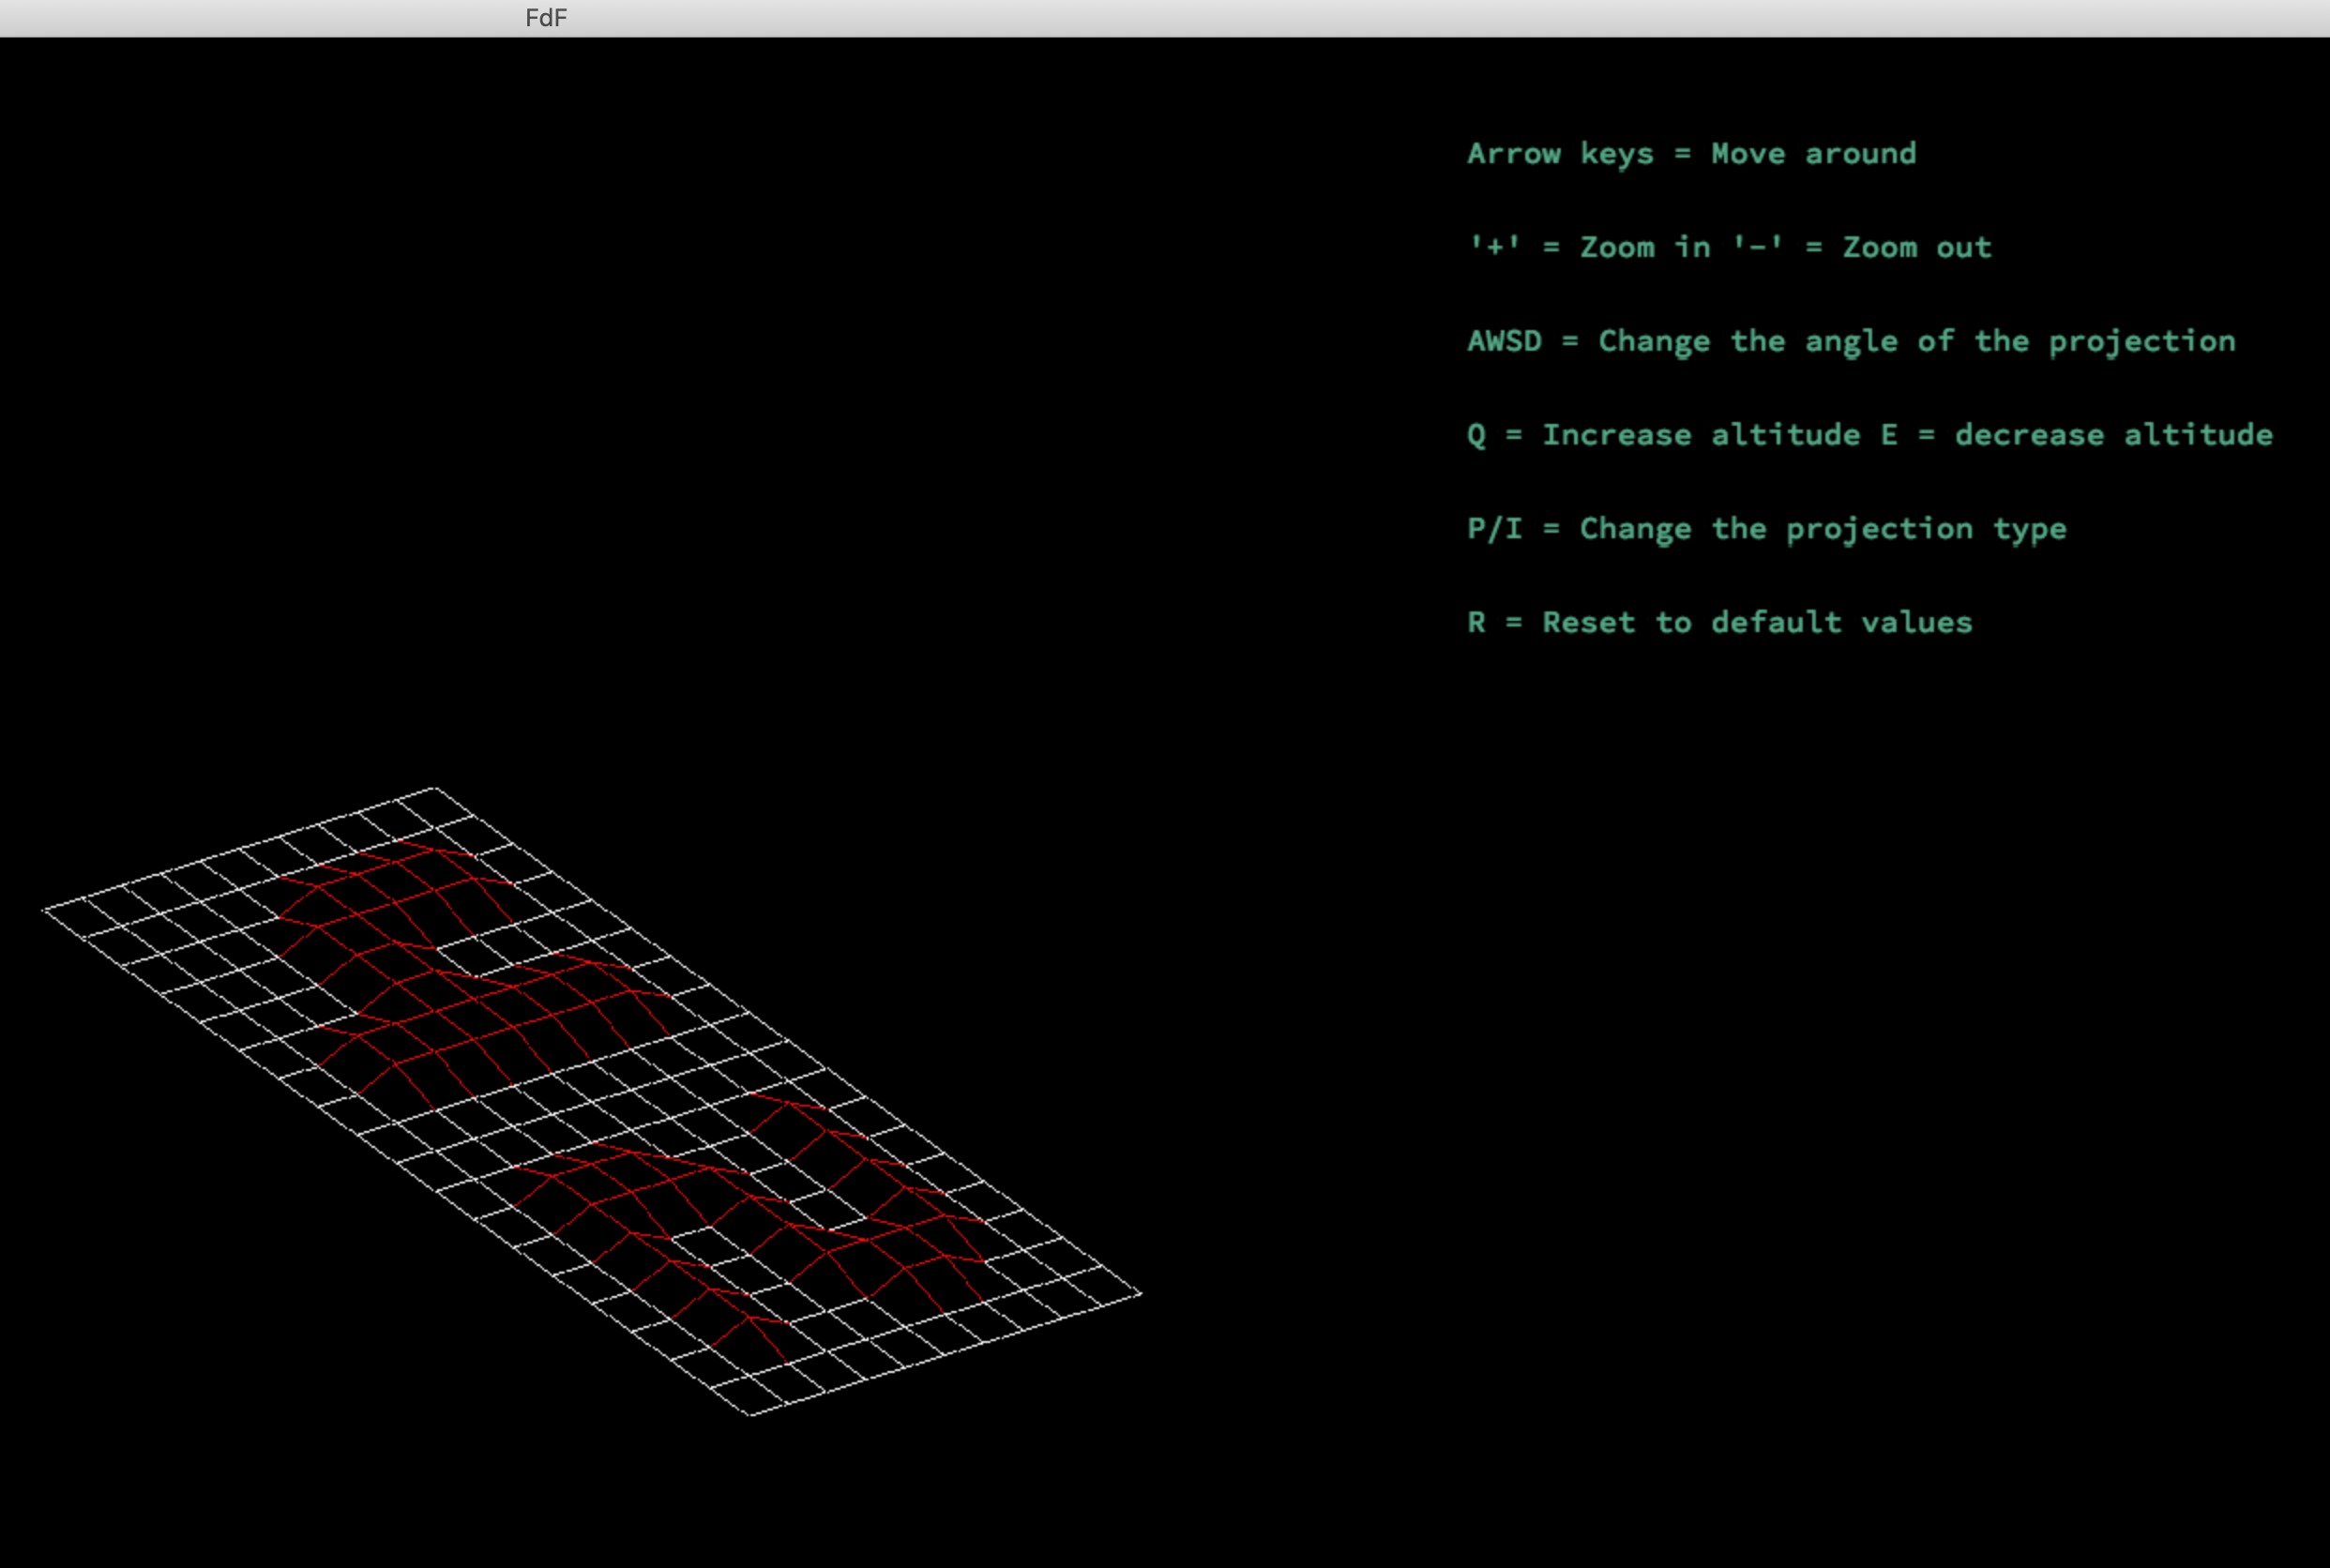 FdF
Arrow keys = Move around
'+' = Zoom in '-' = Zoom out
AWSD = Change the angle of the projection
Q = Increase altitude E = decrease altitude
P/I = Change the projection type
R = Reset to default values